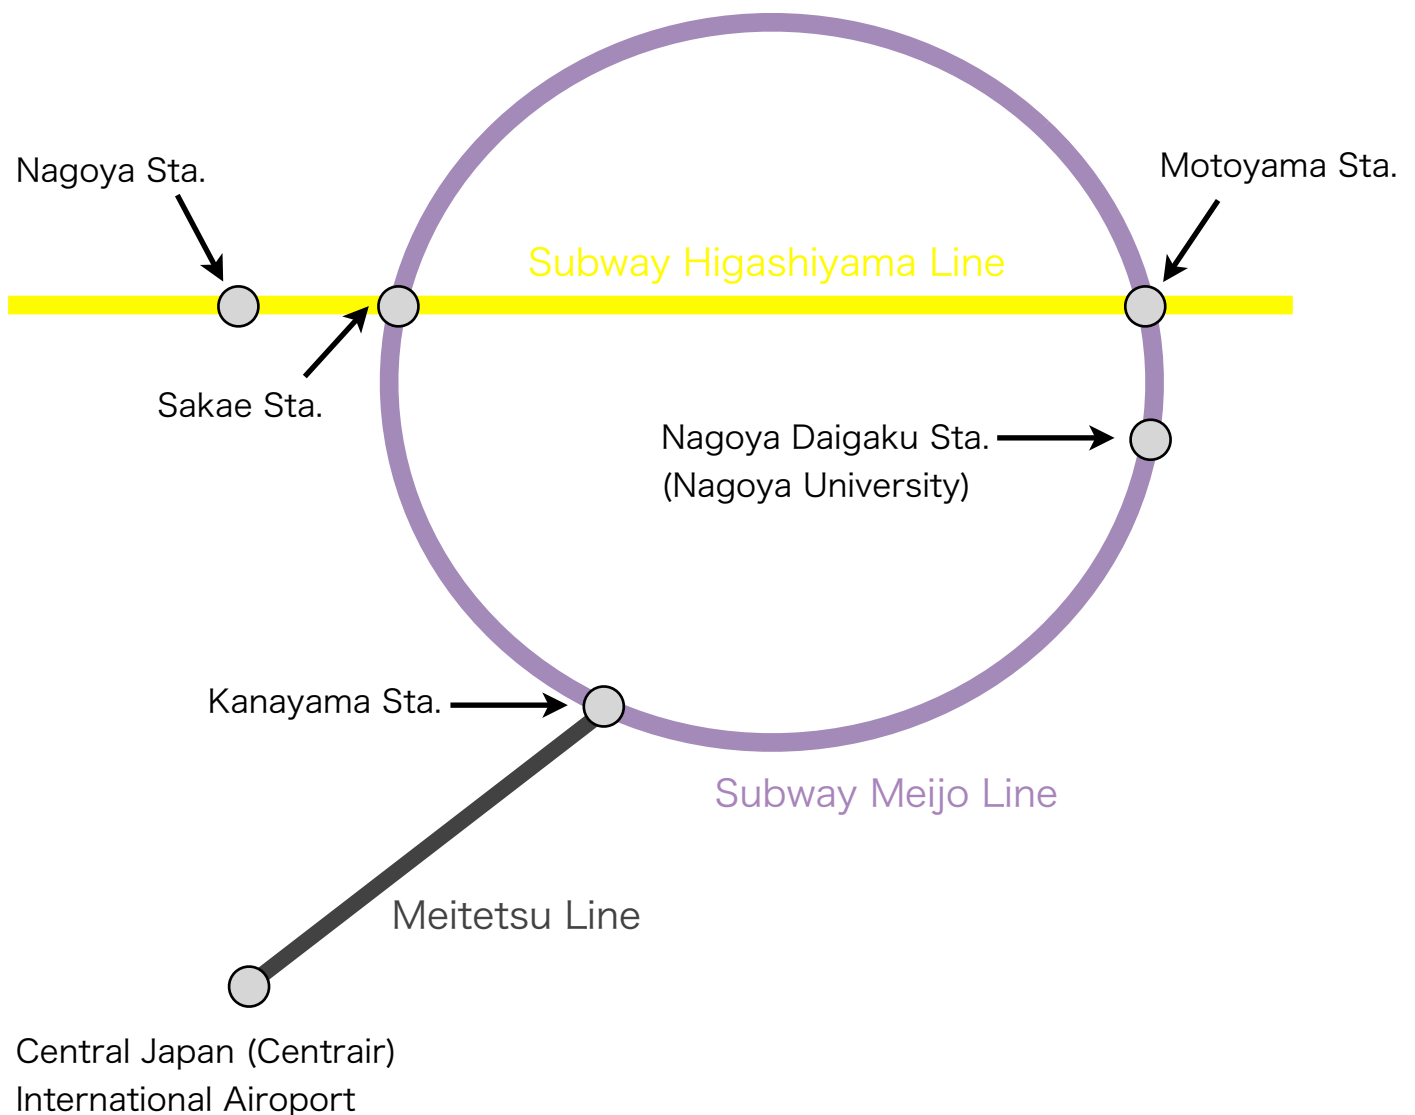 Nagoya Sta.
Motoyama Sta.
Subway Higashiyama Line
Sakae Sta.
Nagoya Daigaku Sta.
(Nagoya University)
Kanayama Sta.
Subway Meijo Line
Meitetsu Line
Central Japan (Centrair)
International Airoport